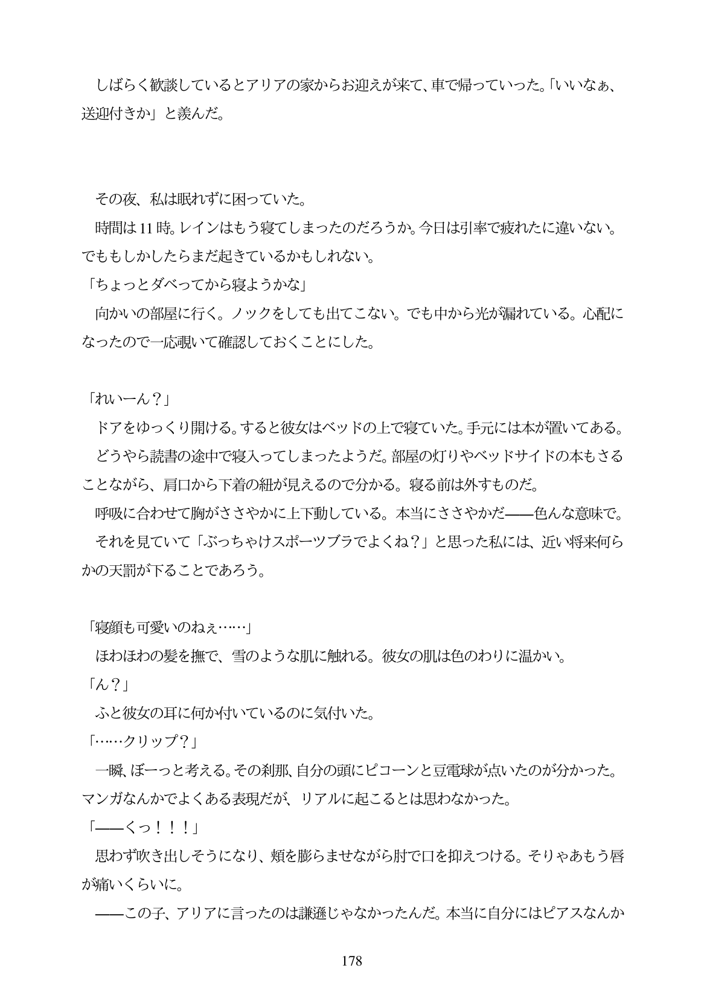 しばらく歓談しているとアリアの家からお迎えが来て、車で帰っていった。「いいなぁ、
送迎付きか」と羨んだ。
その夜、私は眠れずに困っていた。
時間は 11 時。レインはもう寝てしまったのだろうか。今日は引率で疲れたに違いない。
でももしかしたらまだ起きているかもしれない。
「ちょっとダベってから寝ようかな」
向かいの部屋に行く。ノックをしても出てこない。でも中から光が漏れている。心配に
なったので一応覗いて確認しておくことにした。
「れいーん？」
ドアをゆっくり開ける。すると彼女はベッドの上で寝ていた。手元には本が置いてある。
どうやら読書の途中で寝入ってしまったようだ。部屋の灯りやベッドサイドの本もさる
ことながら、肩口から下着の紐が見えるので分かる。寝る前は外すものだ。
呼吸に合わせて胸がささやかに上下動している。本当にささやかだ――色んな意味で。
それを見ていて「ぶっちゃけスポーツブラでよくね？」と思った私には、近い将来何ら
かの天罰が下ることであろう。
「寝顔も可愛いのねぇ……」
ほわほわの髪を撫で、雪のような肌に触れる。彼女の肌は色のわりに温かい。
「ん？」
ふと彼女の耳に何か付いているのに気付いた。
「……クリップ？」
一瞬、ぼーっと考える。その刹那、自分の頭にピコーンと豆電球が点いたのが分かった。
マンガなんかでよくある表現だが、リアルに起こるとは思わなかった。
「――くっ！！！」
思わず吹き出しそうになり、頬を膨らませながら肘で口を抑えつける。そりゃあもう唇
が痛いくらいに。
――この子、アリアに言ったのは謙遜じゃなかったんだ。本当に自分にはピアスなんか
178